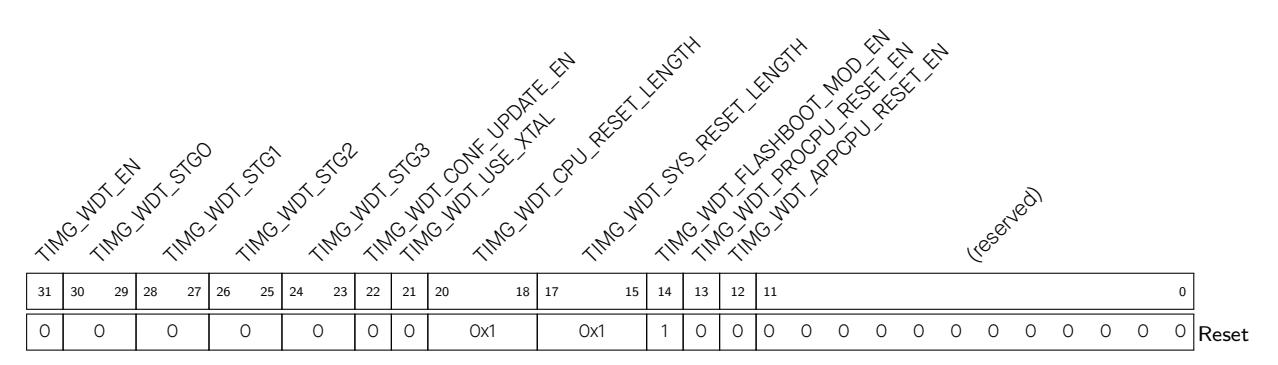 TIMG_WDT_EN
TIMG_WDT_STG0
TIMG_WDT_STG1
TIMG_WDT_STG2
TIMG_WDT_STG3
TIMG_WDT_CONF_UPDATE_EN
TIMG_WDT_USE_XTAL
TIMG_WDT_CPU_RESET_LENGTH
TIMG_WDT_SYS_RESET_LENGTH
TIMG_WDT_FLASHBOOT_MOD_EN
TIMG_WDT_PROCPU_RESET_EN
TIMG_WDT_APPCPU_RESET_EN
(reserved)
31 30 29 28 27 26 25 24 23 22 21 20 18 17 15 14 13 12 11 0
0 0 0 0 0 0 0 0x1 0x1 1 0 0 0 0 0 0 0 0 0 0 0 0 0 0 Reset